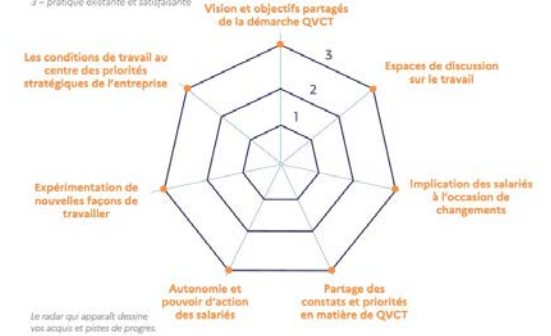 3 = pratique existante et satisfaisante
Vision et objectifs partagés
de la démarche QVCT
Les conditions de travail au
centre des priorités
stratégiques de l'entreprise
3
Espaces de discussion
sur le travail
2
1
Expérimentation de
nouvelles façons de
travailler
Implication des salariés
à l'occasion de
changements
Autonomie et
pouvoir d'action
des salariés
Partage des
constats et priorités
en matière de QVCT
Le radar qui apparaît dessine
vos acquis et pistes de progrès.